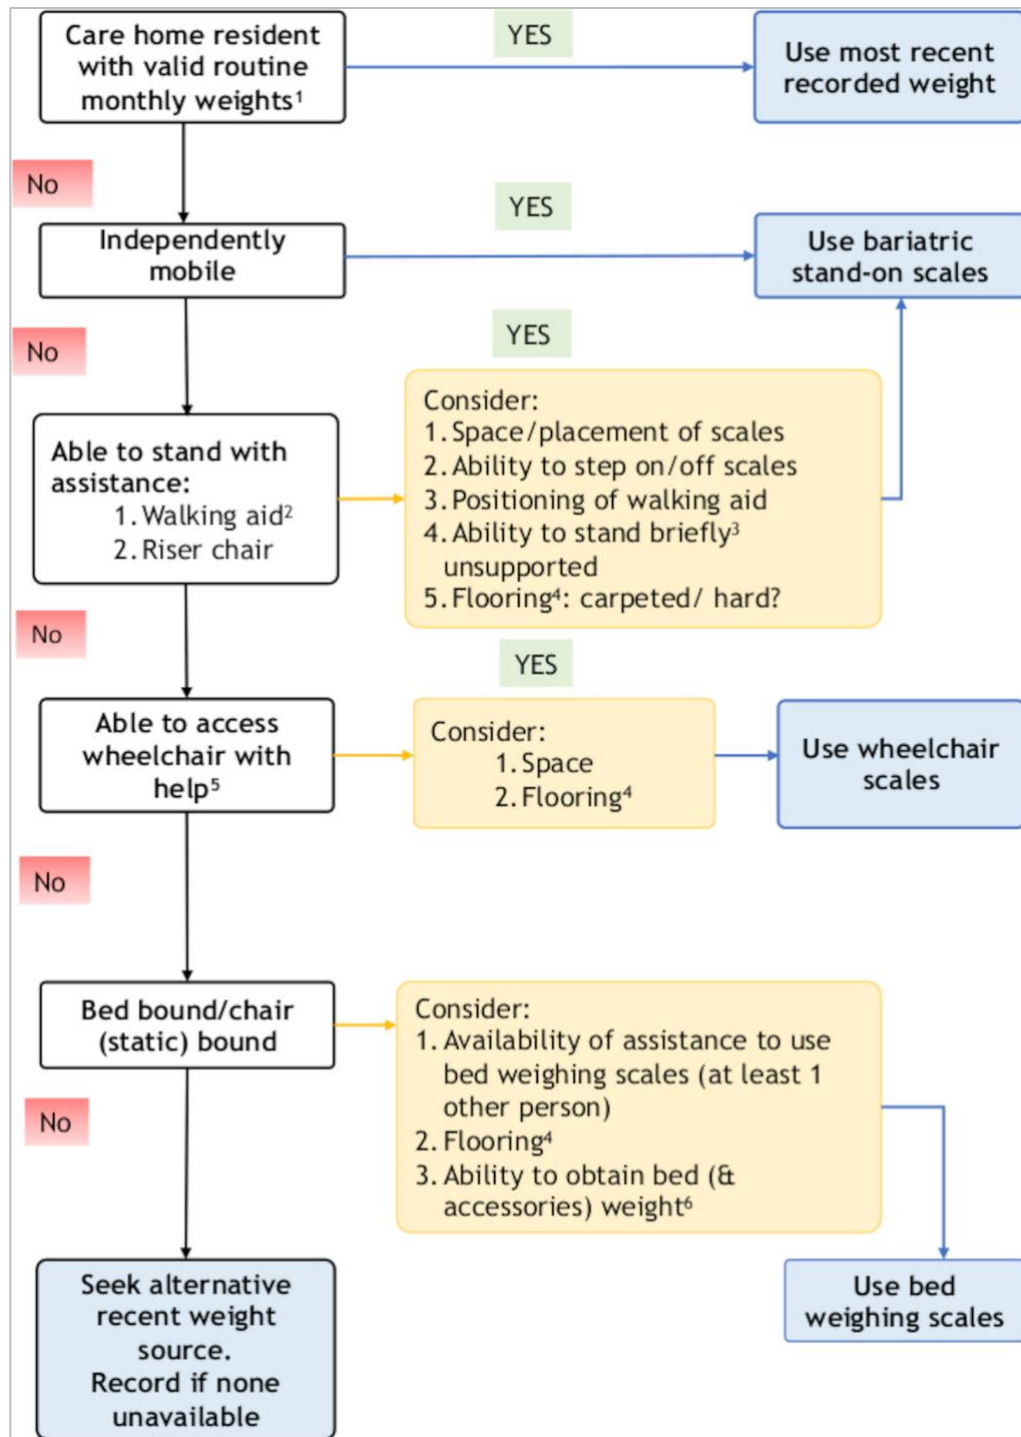 Care home resident
with valid routine
monthly weights¹
YES
Use most recent
recorded weight
No
Independently
mobile
YES
Use bariatric
stand-on scales
No
YES
Able to stand with
assistance:
1. Walking aid²
2. Riser chair
Consider:
1. Space/placement of scales
2. Ability to step on/off scales
3. Positioning of walking aid
4. Ability to stand briefly³
unsupported
5. Flooring⁴: carpeted/ hard?
No
YES
Able to access
wheelchair with
help⁵
Consider:
1. Space
2. Flooring⁴
Use wheelchair
scales
No
Bed bound/chair
(static) bound
Consider:
1. Availability of assistance to use
bed weighing scales (at least 1
other person)
2. Flooring⁴
3. Ability to obtain bed (&
accessories) weight⁶
No
Use bed
weighing scales
Seek alternative
recent weight
source.
Record if none
unavailable